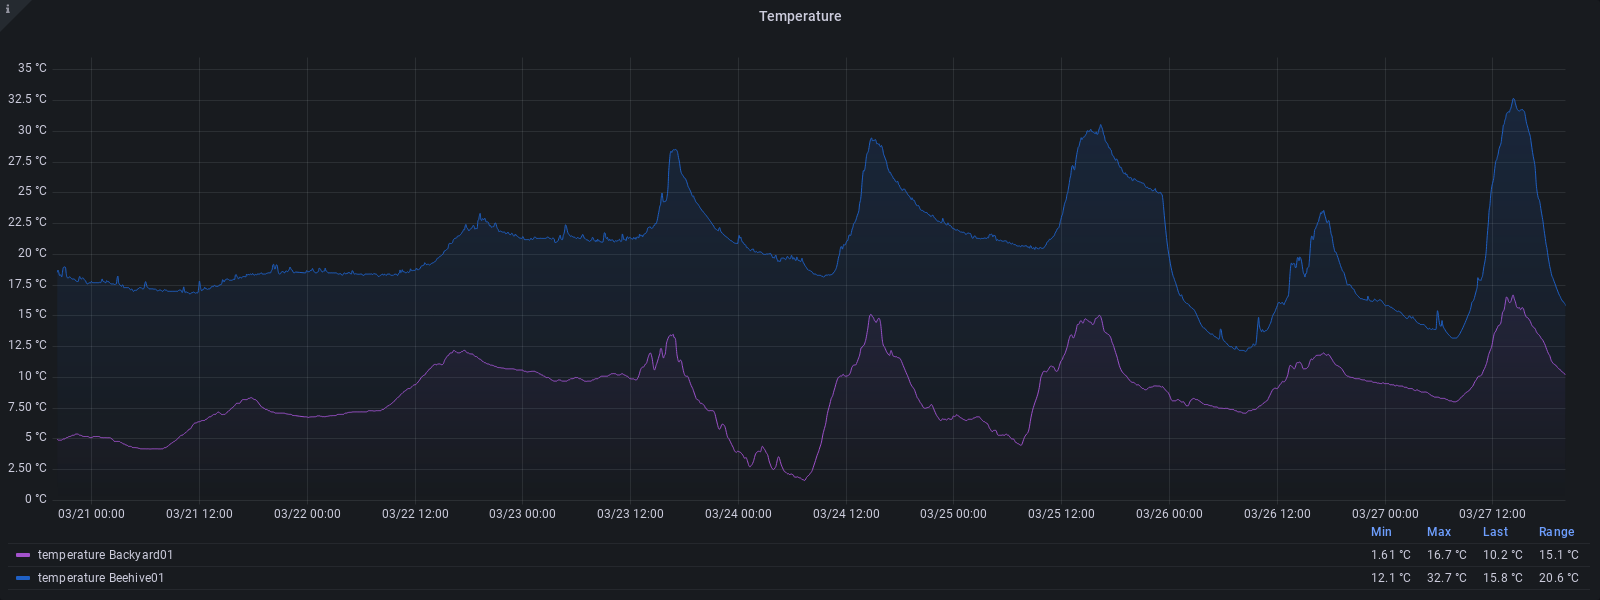 i
Temperature
35 °C
32.5 °C
30 °C
27.5 °C
25 °C
22.5 °C
20 °C
17.5 °C
15 °C
12.5 °C
10 °C
7.50 °C
5 °C
2.50 °C
0 °C
03/21 00:00 03/21 12:00 03/22 00:00 03/22 12:00 03/23 00:00 03/23 12:00 03/24 00:00 03/24 12:00 03/25 00:00 03/25 12:00 03/26 00:00 03/26 12:00 03/27 00:00 03/27 12:00
Min Max Last Range
temperature Backyard01 1.61 °C 16.7 °C 10.2 °C 15.1 °C
temperature Beehive01 12.1 °C 32.7 °C 15.8 °C 20.6 °C